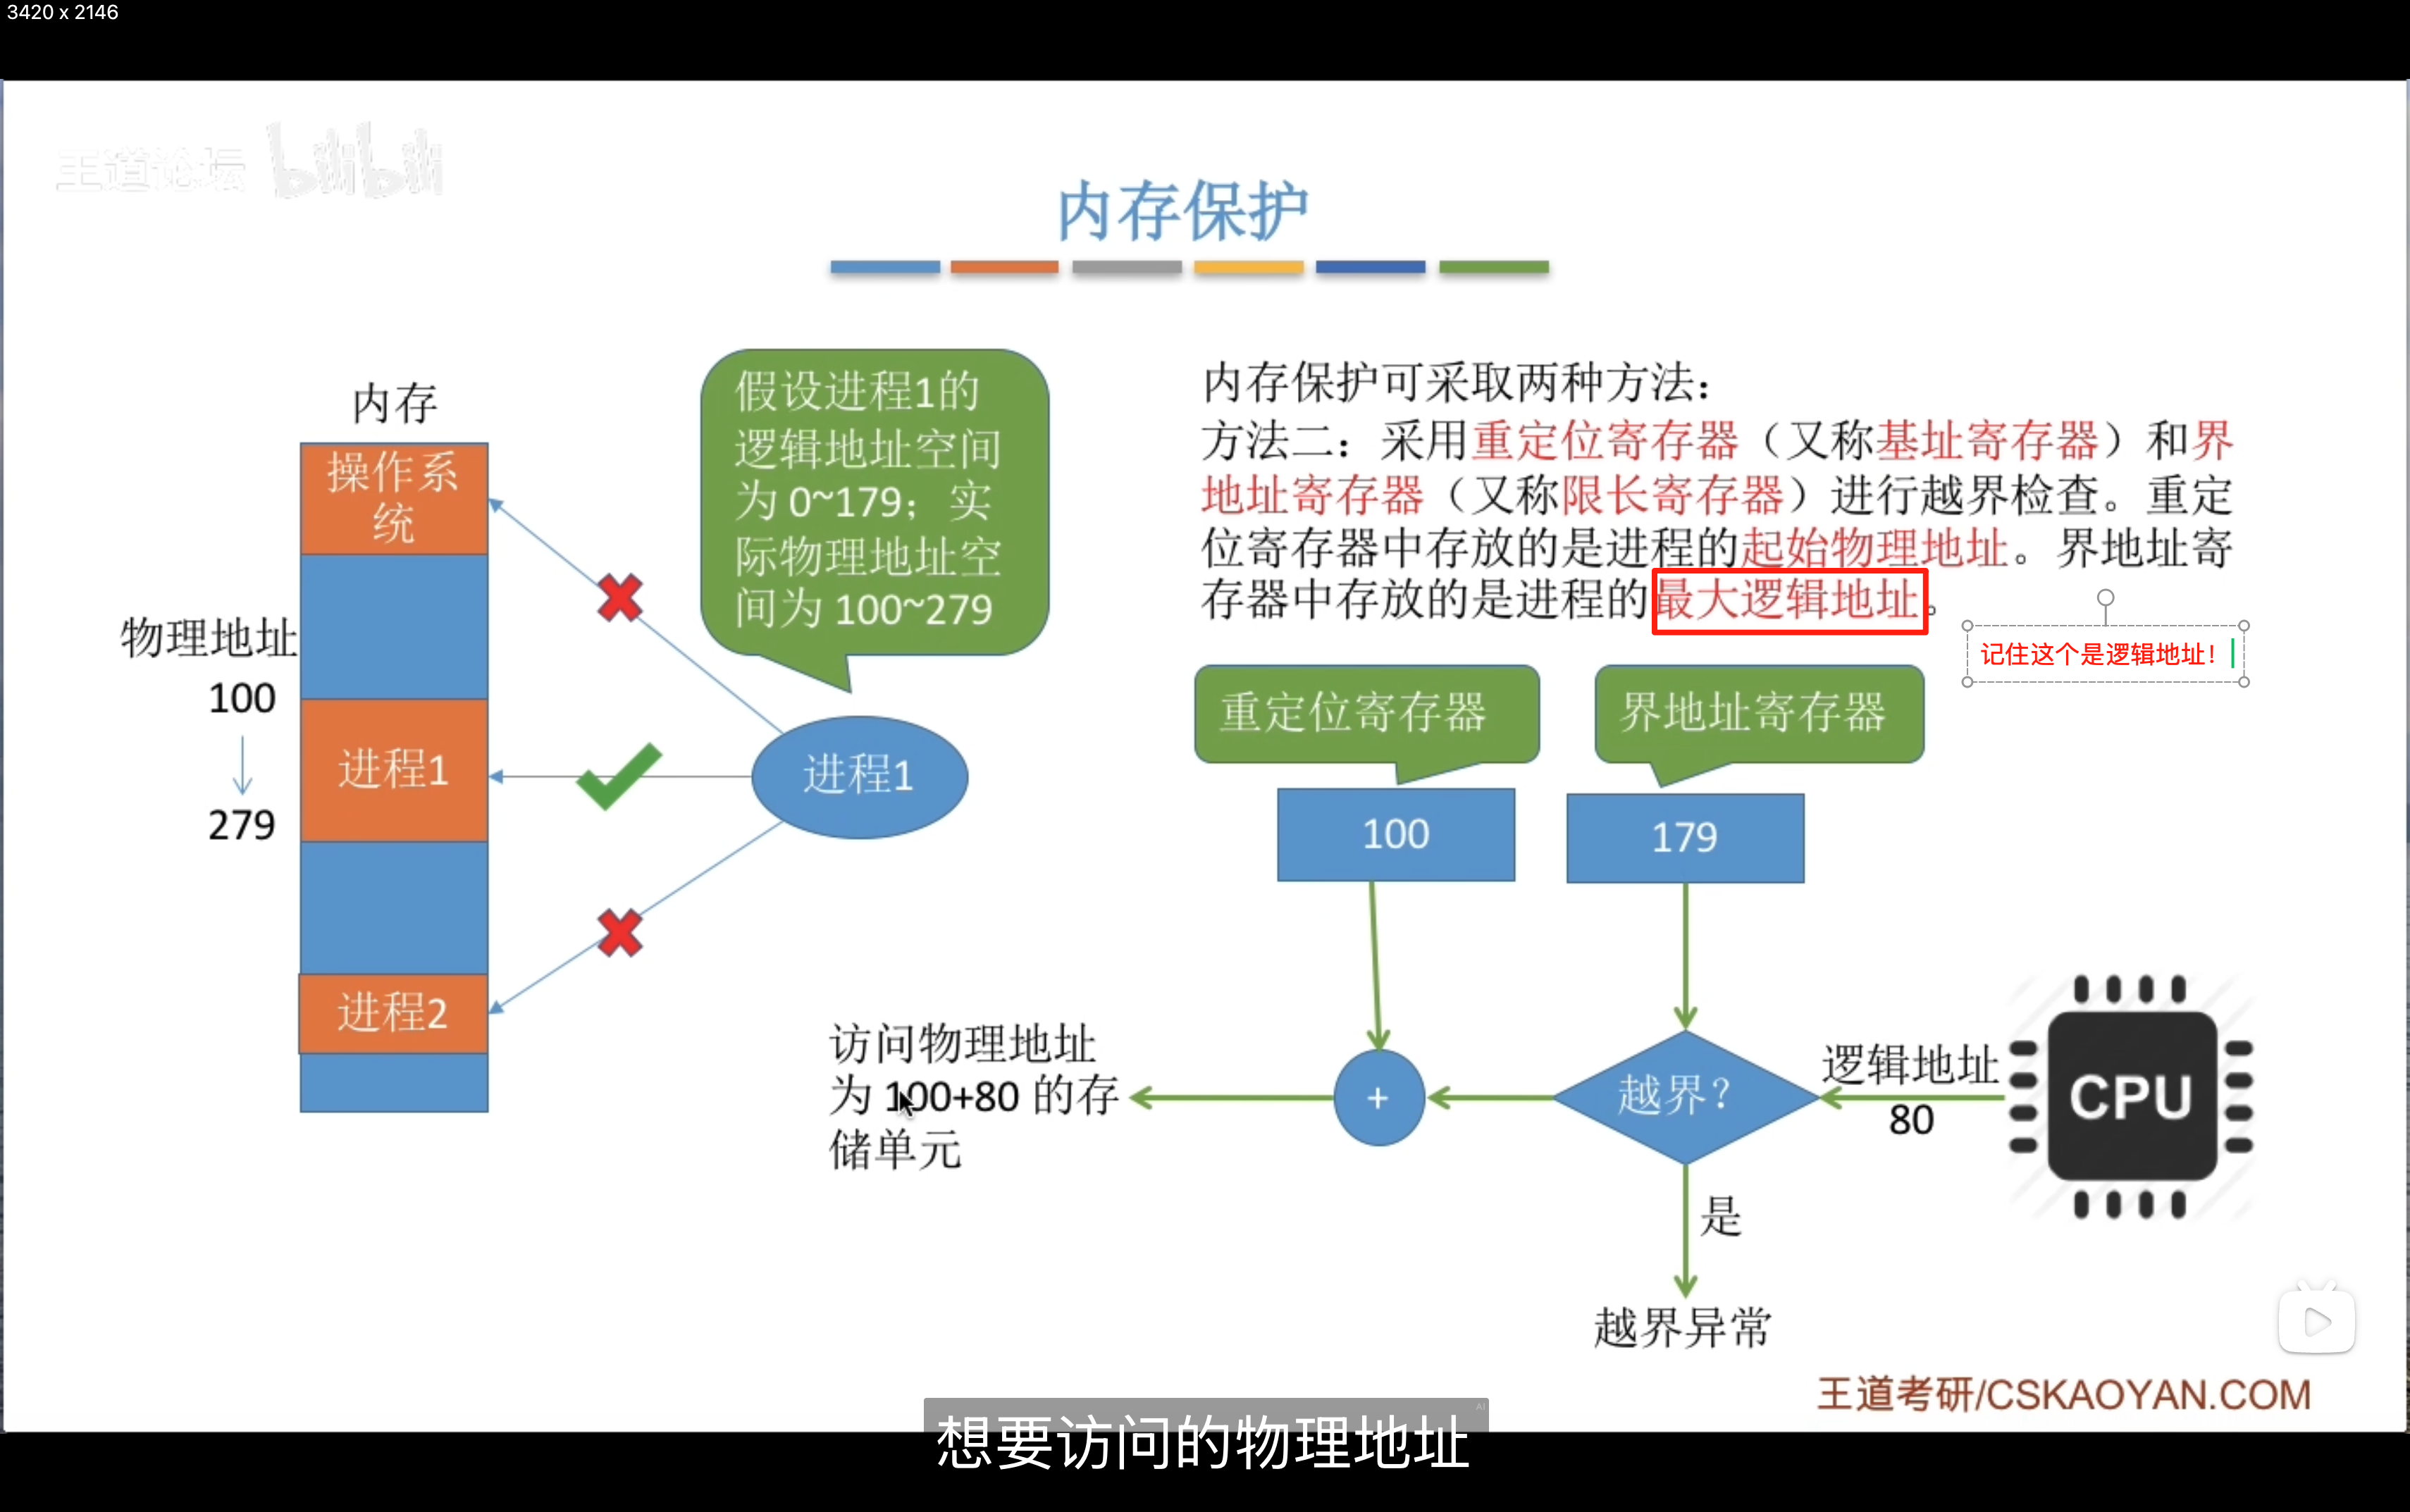 3420 x 2146
王道论坛 bilibili
内存保护
内存
操作系
统
物理地址
100
279
进程1
进程2
假设进程1的
逻辑地址空间
为 0~179；实
际物理地址空
间为 100~279
进程1
内存保护可采取两种方法：
方法二：采用重定位寄存器（又称基址寄存器）和界
地址寄存器（又称限长寄存器）进行越界检查。重定
位寄存器中存放的是进程的起始物理地址。界地址寄
存器中存放的是进程的最大逻辑地址。
记住这个是逻辑地址！
重定位寄存器
界地址寄存器
100
179
访问物理地址
为 100+80 的存
储单元
+
越界？
逻辑地址
80
CPU
是
越界异常
王道考研/CSKAOYAN.COM
AI
想要访问的物理地址